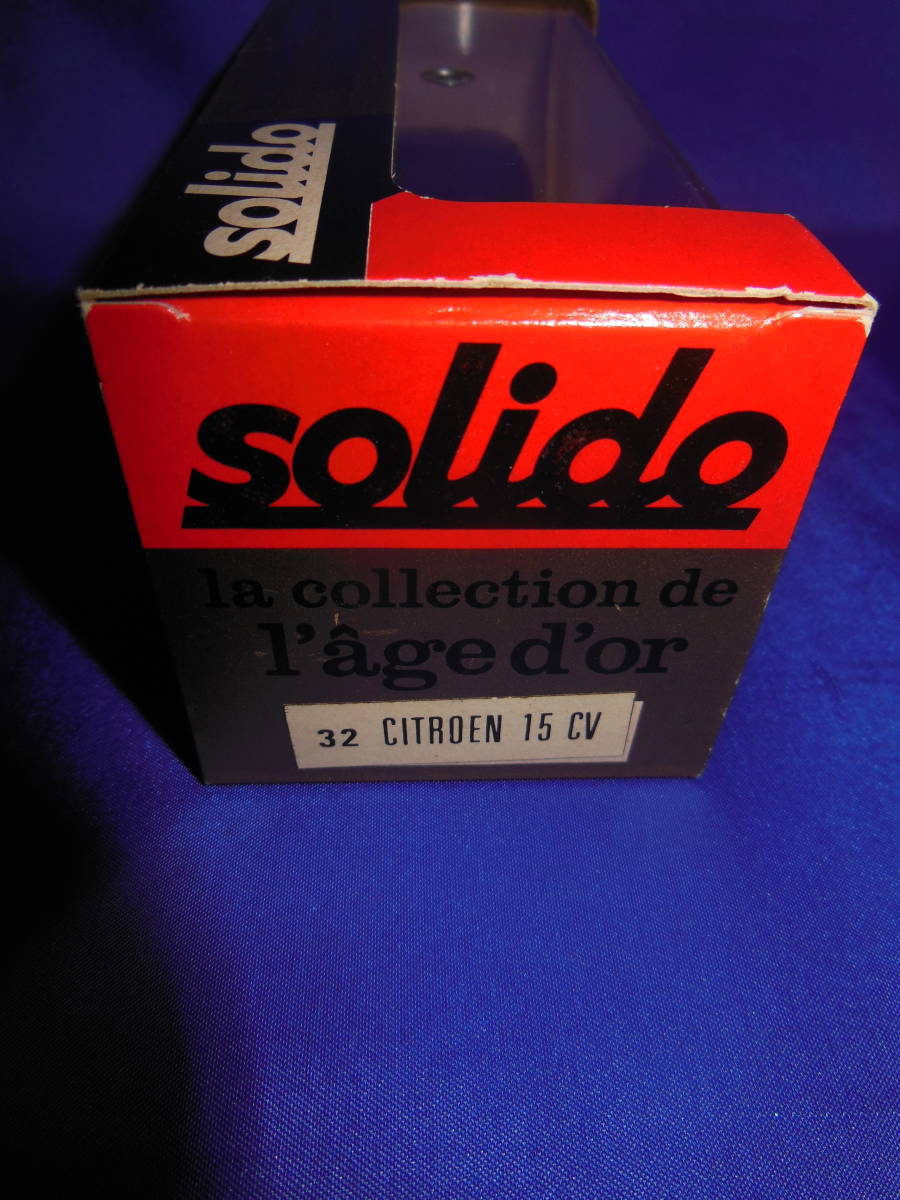 solido
solido
la collection de
l'âge d'or
32 CITROEN 15 CV